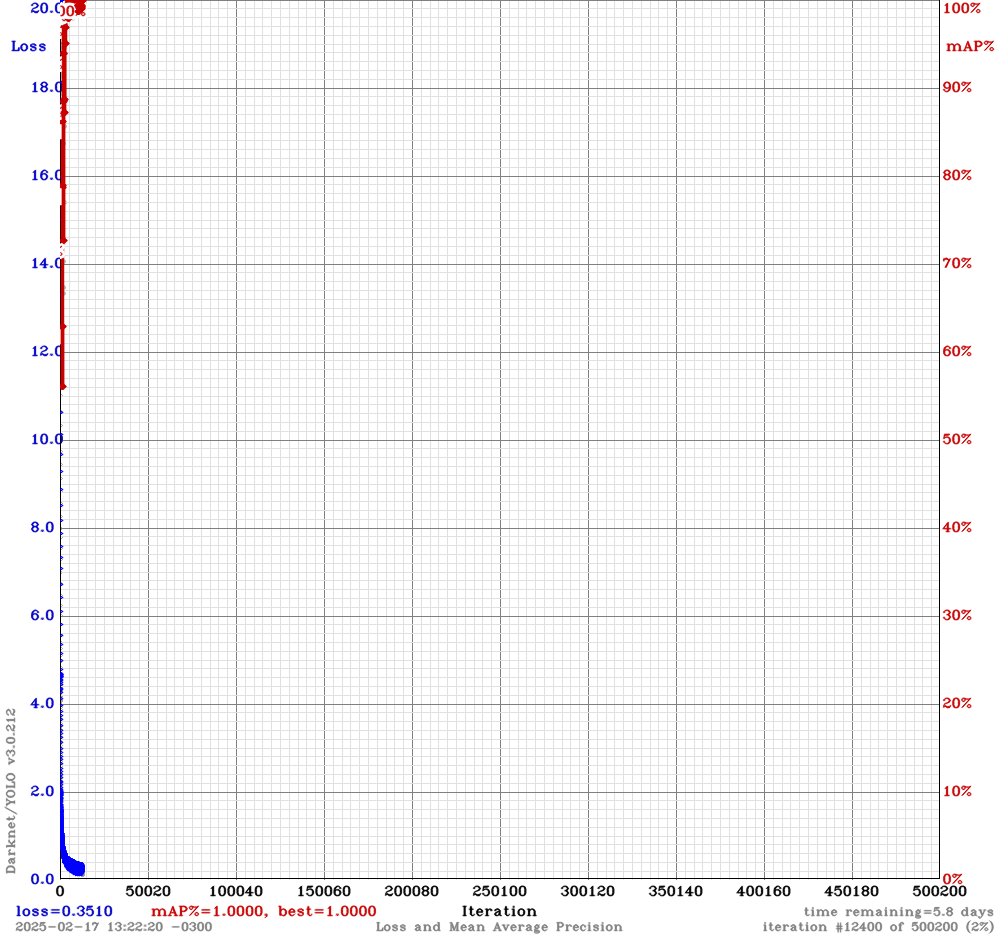 20.0 100%
Loss mAP%
18.0 90%
16.0 80%
14.0 70%
12.0 60%
10.0 50%
8.0 40%
6.0 30%
4.0 20%
2.0 10%
0.0 0%
0 50020 100040 150060 200080 250100 300120 350140 400160 450180 500200
Darknet/YOLO v3.0.212
loss=0.3510 mAP%=1.0000, best=1.0000 Iteration time remaining=5.8 days
2025-02-17 13:22:20 -0300 Loss and Mean Average Precision iteration #12400 of 500200 (2%)